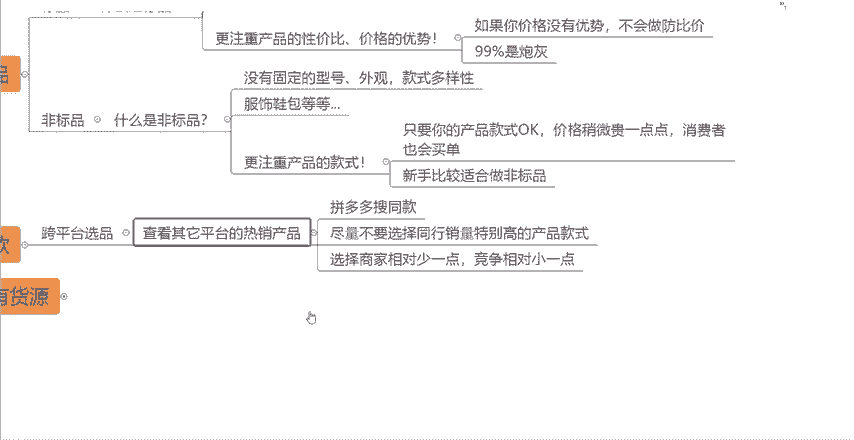 更注重产品的性价比、价格的优势！
如果你价格没有优势，不会做防比价
99%是炮灰
品
没有固定的型号、外观，款式多样性
服饰鞋包等等...
非标品
什么是非标品？
只要你的产品款式OK，价格稍微贵一点点，消费者
也会买单
更注重产品的款式！
新手比较适合做非标品
拼多多搜同款
款
跨平台选品
查看其它平台的热销产品
尽量不要选择同行销量特别高的产品款式
选择商家相对少一点，竞争相对小一点
有货源